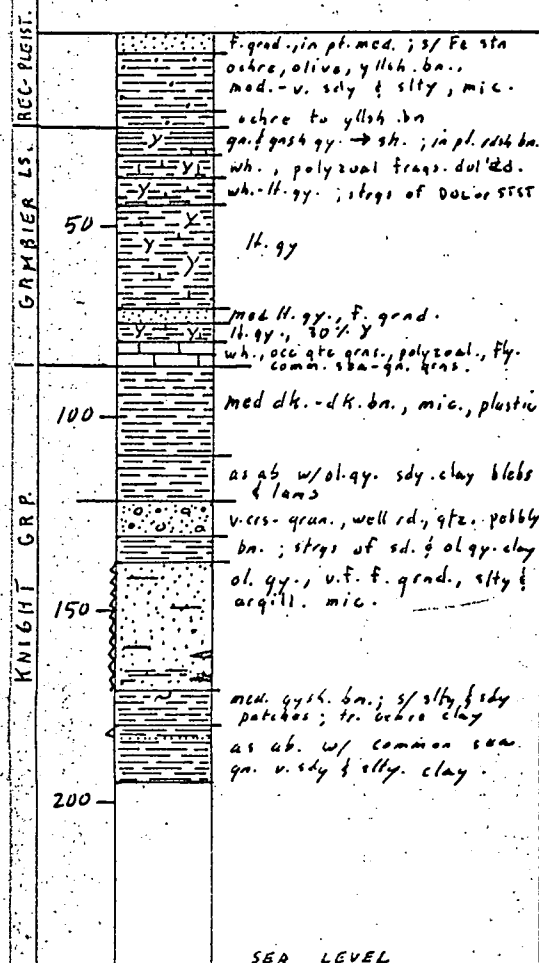 REC-PLEIST.
f. grnd., in pt. med. ; s/ Fe stn
ochre, olive, yllsh. bn.,
mod.-v. sdy & slty, mic.
ochre to yllsh. bn
gn. & gnsh gy → sh. ; in pt. rdsh bn.
GAMBIER LS.
wh., polyzoal frags. dol'zd.
wh.-lt. gy. ; strgs of DOL or STST
50
lt. gy
med lt. gy., f. grnd.
lt. gy., 30% Y
wh., occ qtz grns., polyzoal,
comm. sea-gn. grns.
100
med dk.-dk. bn., mic., plastic
as ab w/ ol. gy. sdy. clay blebs
& lams
KNIGHT GRP.
v. crs-gran., well rd., qtz. pebbly
bn. ; strgs of sd. & ol gy. clay
ol. gy., v.f. f. grnd., slty &
argill. mic.
150
med. gysh. bn. ; s/ slty & sdy
patches ; tr. clay
as ab. w/ common sea
gn. v. sdy & slty. clay.
200
SEA LEVEL